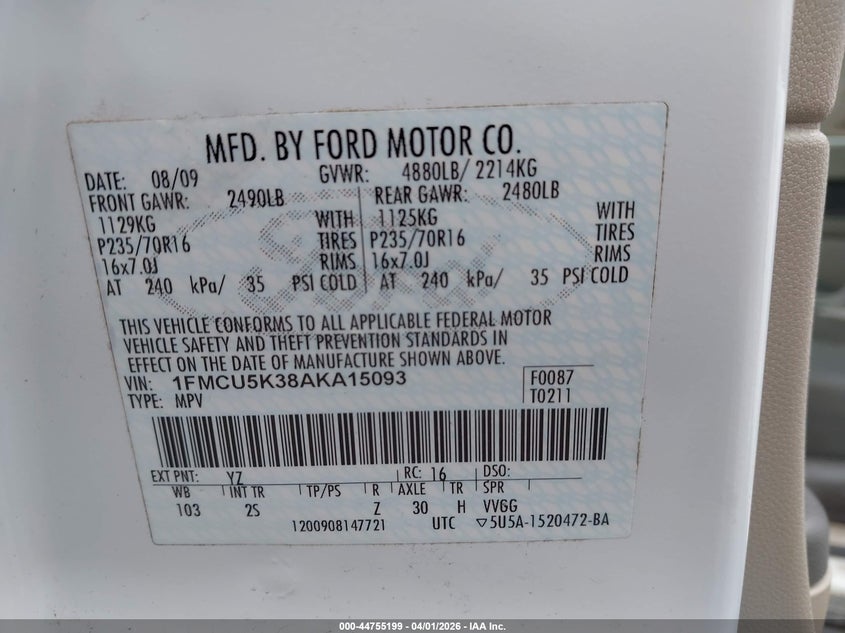 MFD. BY FORD MOTOR CO.
DATE: 08/09 GVWR: 4880LB/ 2214KG
FRONT GAWR: 2490LB REAR GAWR: 2480LB
1129KG WITH 1125KG WITH
P235/70R16 TIRES P235/70R16 TIRES
16x7.0J RIMS 16x7.0J RIMS
AT 240 kPa/ 35 PSI COLD AT 240 kPa/ 35 PSI COLD
THIS VEHICLE CONFORMS TO ALL APPLICABLE FEDERAL MOTOR
VEHICLE SAFETY AND THEFT PREVENTION STANDARDS IN
EFFECT ON THE DATE OF MANUFACTURE SHOWN ABOVE.
VIN: 1FMCU5K38AKA15093 F0087
TYPE: MPV T0211
EXT PNT: YZ RC: 16 DSO:
WB INT TR TP/PS R AXLE TR SPR
103 2S Z 30 H VVGG
1200908147721 UTC ▽5U5A-1520472-BA
000-44755199 - 04/01/2026 - IAA Inc.